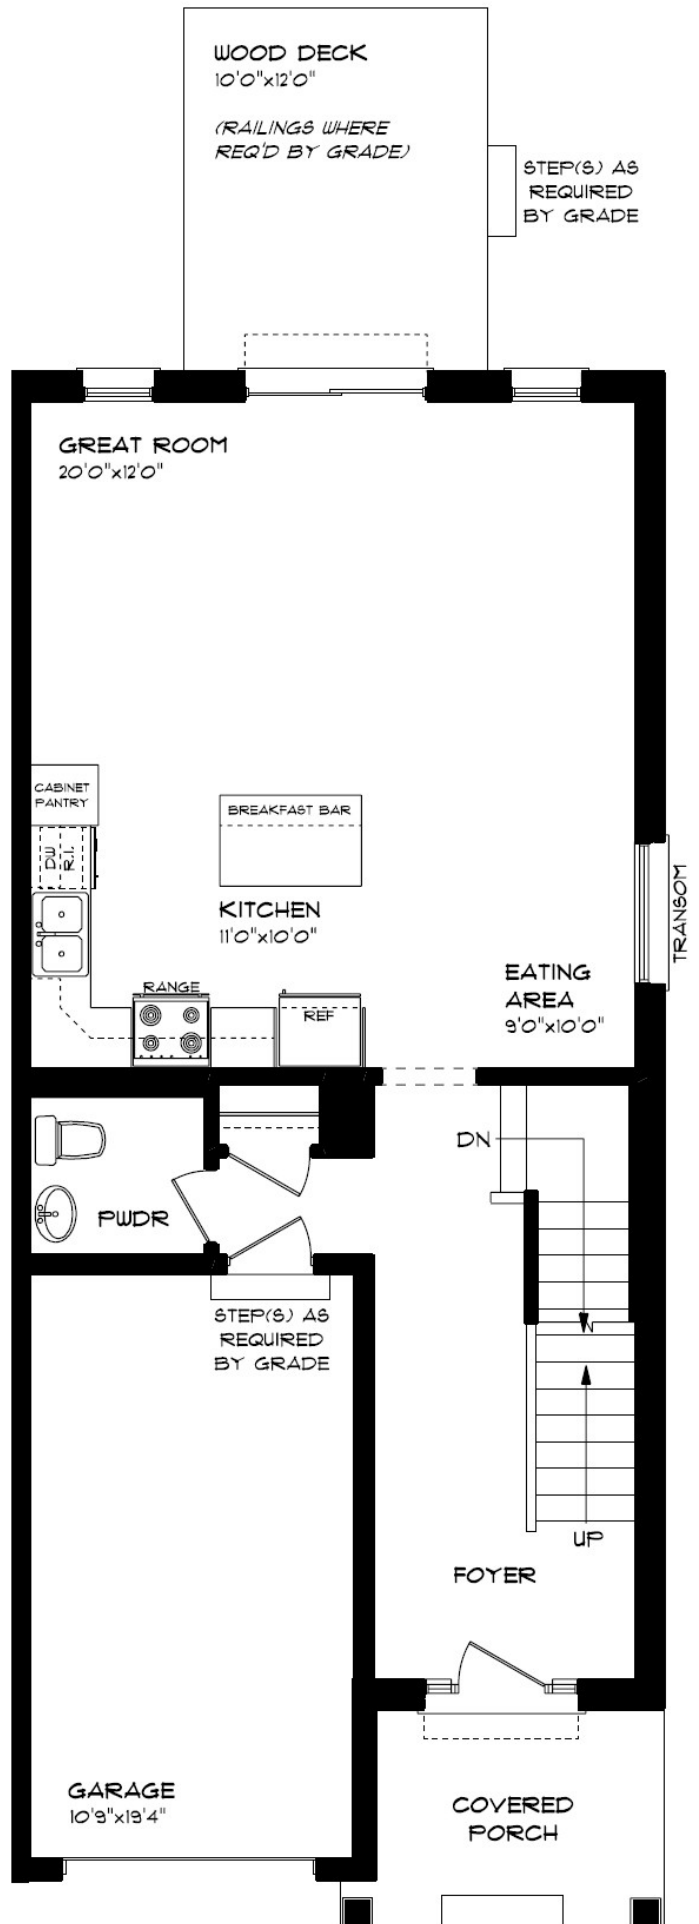 WOOD DECK
10'0"x12'0"
(RAILINGS WHERE
REQ'D BY GRADE)
STEP(S) AS
REQUIRED
BY GRADE
GREAT ROOM
20'0"x12'0"
CABINET
PANTRY
BREAKFAST BAR
DW
R.I.
TRANSOM
KITCHEN
11'0"x10'0"
EATING
AREA
9'0"x10'0"
RANGE
REF
DN
PWDR
STEP(S) AS
REQUIRED
BY GRADE
UP
FOYER
GARAGE
10'9"x19'4"
COVERED
PORCH